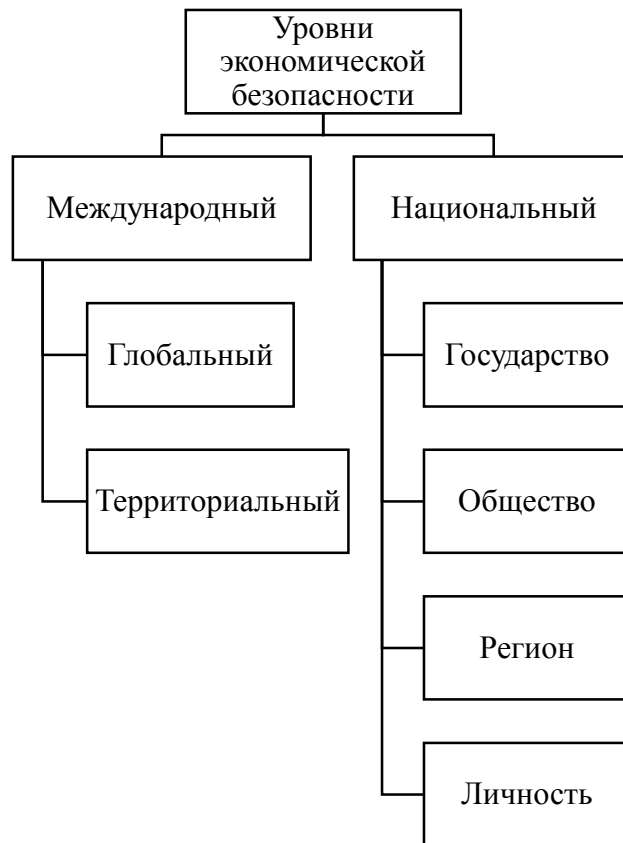 Уровни
экономической
безопасности
Международный
Национальный
Глобальный
Государство
Территориальный
Общество
Регион
Личность